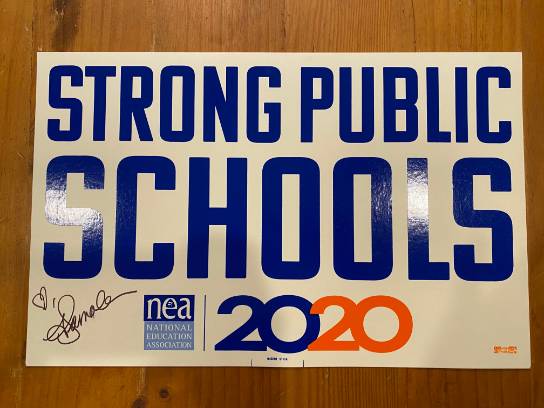 STRONG PUBLIC
SCHOOLS
nea
NATIONAL
EDUCATION
ASSOCIATION
2020